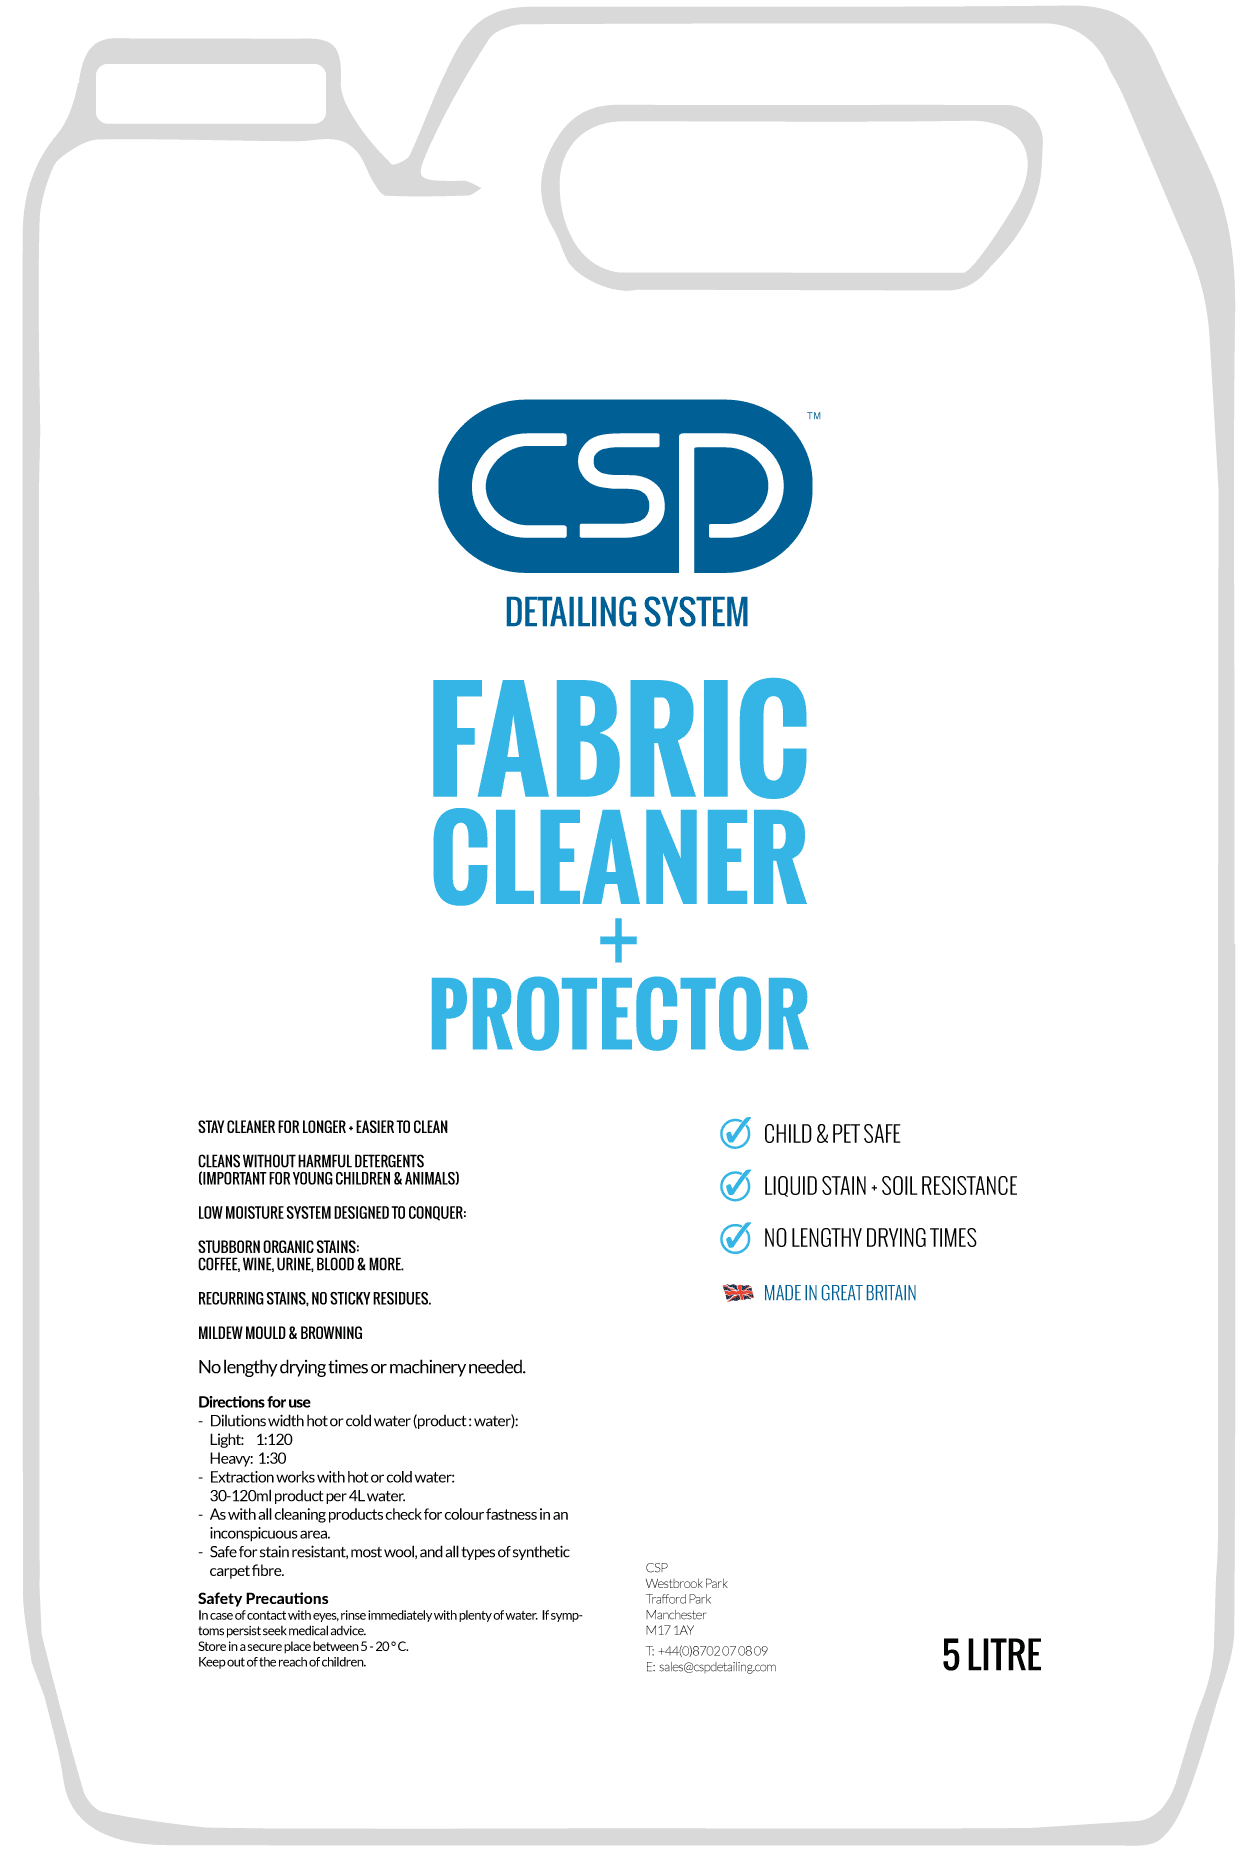 CSP
TM
DETAILING SYSTEM
FABRIC
CLEANER
+
PROTECTOR
STAY CLEANER FOR LONGER + EASIER TO CLEAN
CLEANS WITHOUT HARMFUL DETERGENTS
(IMPORTANT FOR YOUNG CHILDREN & ANIMALS)
LOW MOISTURE SYSTEM DESIGNED TO CONQUER:
STUBBORN ORGANIC STAINS:
COFFEE, WINE, URINE, BLOOD & MORE.
RECURRING STAINS, NO STICKY RESIDUES.
MILDEW MOULD & BROWNING
No lengthy drying times or machinery needed.
Directions for use
- Dilutions width hot or cold water (product : water):
Light: 1:120
Heavy: 1:30
- Extraction works with hot or cold water:
30-120ml product per 4L water.
- As with all cleaning products check for colour fastness in an
inconspicuous area.
- Safe for stain resistant, most wool, and all types of synthetic
carpet fibre.
Safety Precautions
In case of contact with eyes, rinse immediately with plenty of water. If symp-
toms persist seek medical advice.
Store in a secure place between 5 - 20 ° C.
Keep out of the reach of children.
CHILD & PET SAFE
LIQUID STAIN + SOIL RESISTANCE
NO LENGTHY DRYING TIMES
MADE IN GREAT BRITAIN
CSP
Westbrook Park
Trafford Park
Manchester
M17 1AY
T: +44(0)8702 07 08 09
E: sales@cspdetailing.com
5 LITRE